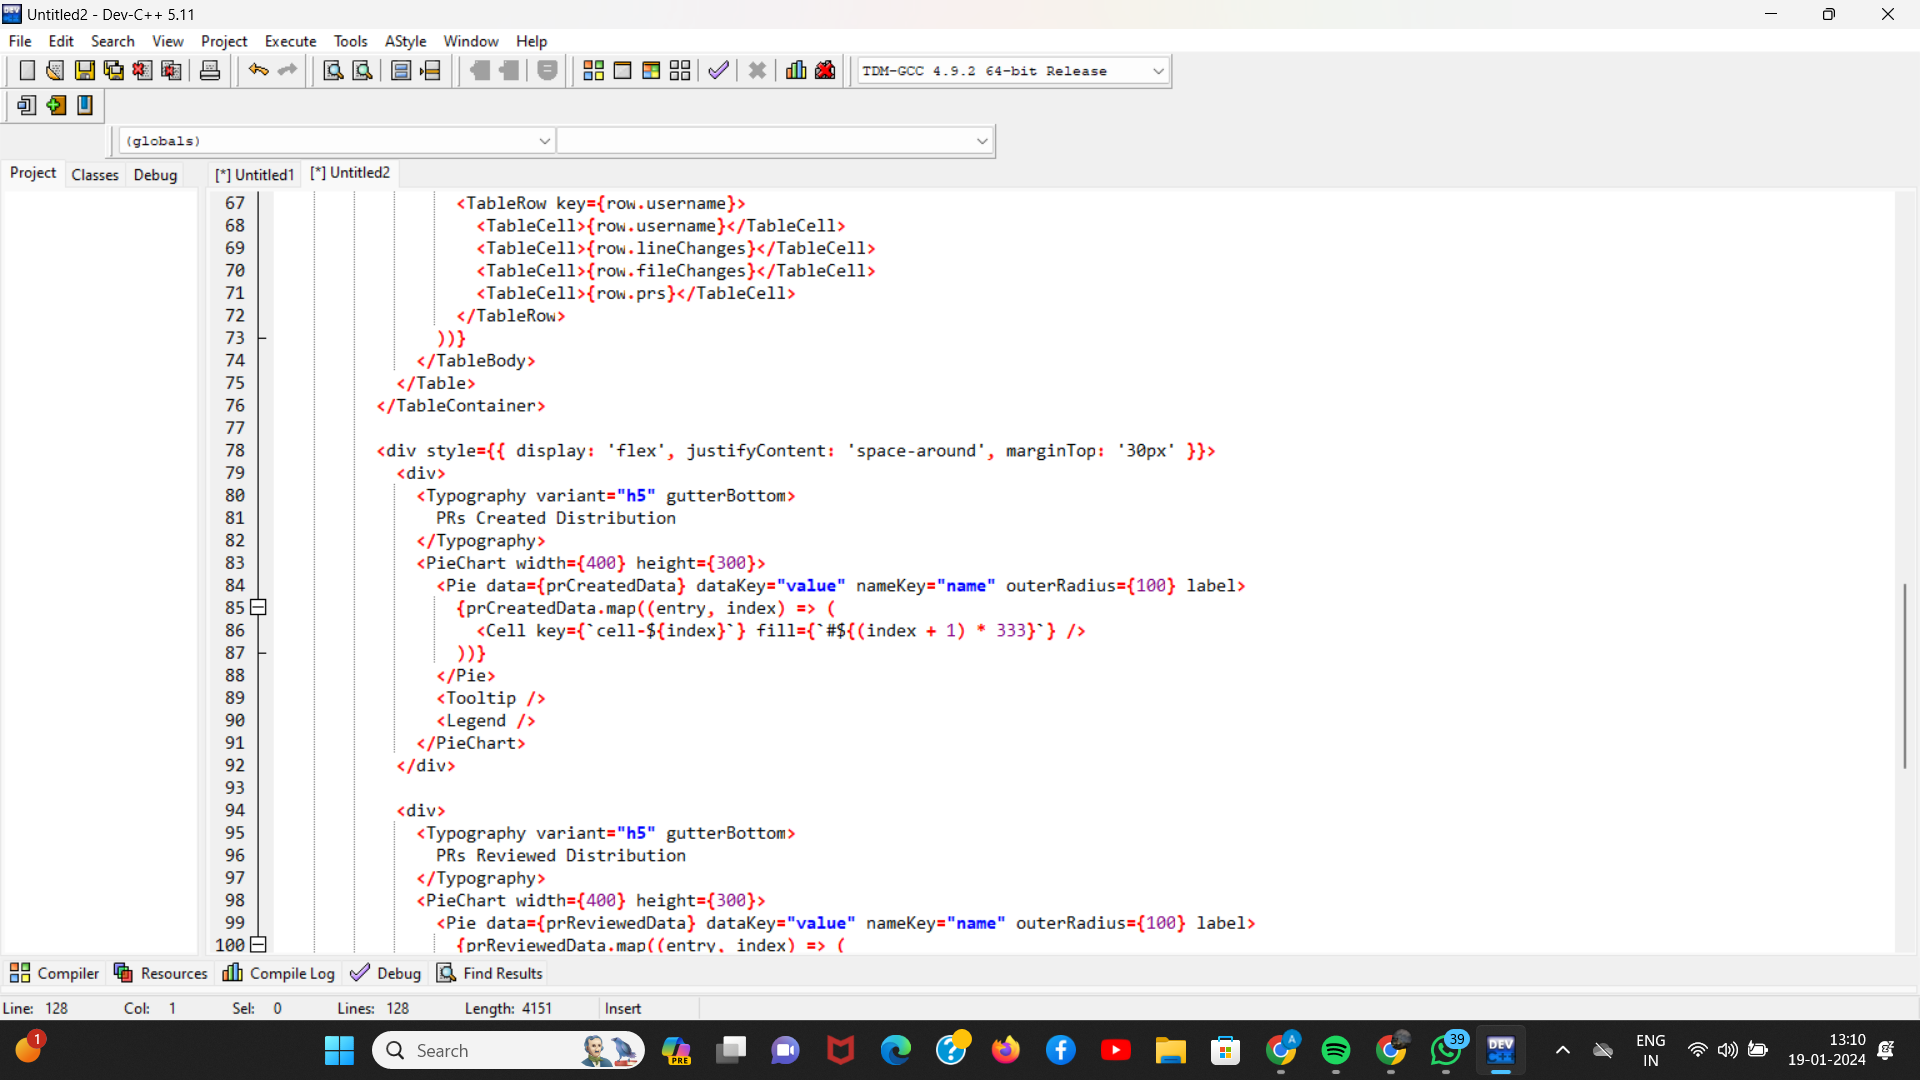 Untitled2 - Dev-C++ 5.11
File Edit Search View Project Execute Tools AStyle Window Help
TDM-GCC 4.9.2 64-bit Release
(globals)
Project Classes Debug [*] Untitled1 [*] Untitled2
67 <TableRow key={row.username}>
68 <TableCell>{row.username}</TableCell>
69 <TableCell>{row.lineChanges}</TableCell>
70 <TableCell>{row.fileChanges}</TableCell>
71 <TableCell>{row.prs}</TableCell>
72 </TableRow>
73 ))}
74 </TableBody>
75 </Table>
76 </TableContainer>
77
78 <div style={{ display: 'flex', justifyContent: 'space-around', marginTop: '30px' }}>
79 <div>
80 <Typography variant="h5" gutterBottom>
81 PRs Created Distribution
82 </Typography>
83 <PieChart width={400} height={300}>
84 <Pie data={prCreatedData} dataKey="value" nameKey="name" outerRadius={100} label>
85 {prCreatedData.map((entry, index) => (
86 <Cell key={`cell-${index}`} fill={`#${(index + 1) * 333}`} />
87 ))}
88 </Pie>
89 <Tooltip />
90 <Legend />
91 </PieChart>
92 </div>
93
94 <div>
95 <Typography variant="h5" gutterBottom>
96 PRs Reviewed Distribution
97 </Typography>
98 <PieChart width={400} height={300}>
99 <Pie data={prReviewedData} dataKey="value" nameKey="name" outerRadius={100} label>
100 {prReviewedData.map((entry, index) => (
Compiler Resources Compile Log Debug Find Results
Line: 128 Col: 1 Sel: 0 Lines: 128 Length: 4151 Insert
1 Search PRE A 39 DEV C++ ENG 13:10
IN 19-01-2024